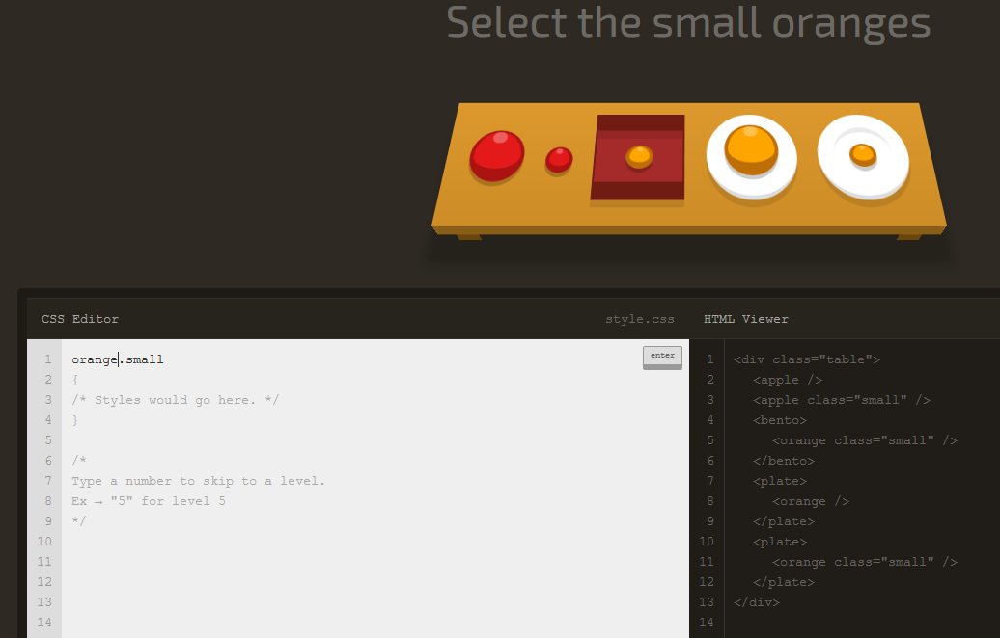 Select the small oranges
CSS Editor
style.css
HTML Viewer
enter
1 orange.small
2 {
3 /* Styles would go here. */
4 }
5
6 /*
7 Type a number to skip to a level.
8 Ex → "5" for level 5
9 */
10
11
12
13
14
1 <div class="table">
2 <apple />
3 <apple class="small" />
4 <bento>
5 <orange class="small" />
6 </bento>
7 <plate>
8 <orange />
9 </plate>
10 <plate>
11 <orange class="small" />
12 </plate>
13 </div>
14